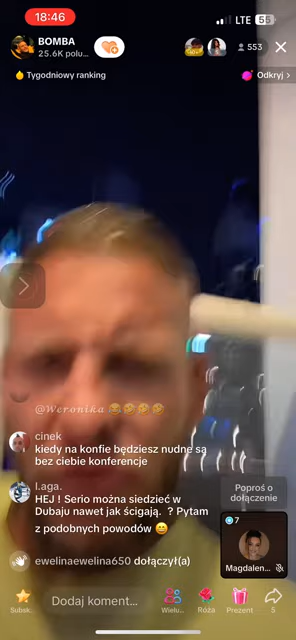 18:46
LTE 55
BOMBA
25.6K polu...
553
Tygodniowy ranking
Odkryj >
@Weronika 😂🤣🤣🤣
cinek
kiedy na konfie będziesz nudne są
bez ciebie konferencje
I.aga.
HEJ ! Serio można siedzieć w
Dubaju nawet jak ścigają. ? Pytam
z podobnych powodów 😄
Poproś o
dołączenie
7
Magdalen...
ewelinaewelina650 dołączył(a)
Subsk.
Dodaj koment...
Wielu...
Róża
Prezent
5